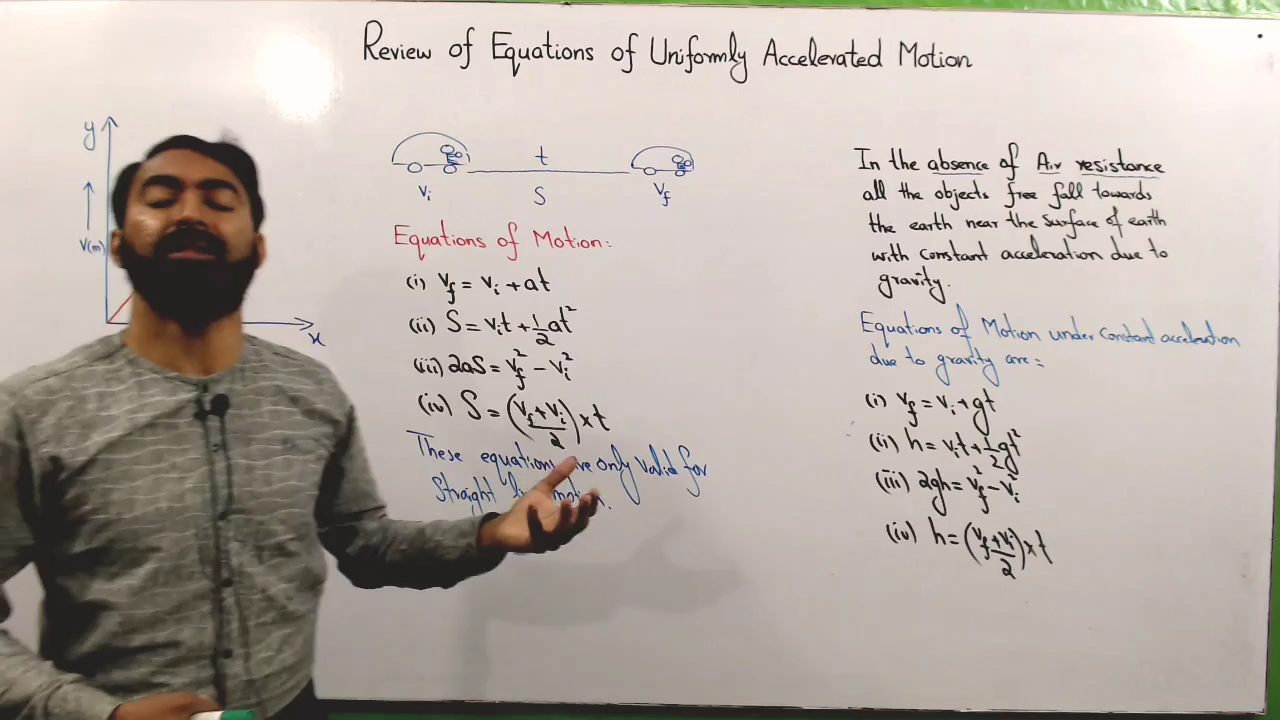 Review of Equations of Uniformly Accelerated Motion
y
V(m)
x
t
Vi
S
Vf
Equations of Motion:
(i) Vf = Vi + at
(ii) S = Vit + 1/2 at²
(iii) 2aS = Vf² - Vi²
(iv) S = (Vf + Vi / 2) × t
These equations are only valid for
Straight line motion.
In the absence of Air resistance
all the objects free fall towards
the earth near the surface of earth
with constant acceleration due to
gravity.
Equations of Motion under constant acceleration
due to gravity are:
(i) Vf = Vi + gt
(ii) h = Vit + 1/2 gt²
(iii) 2gh = Vf² - Vi²
(iv) h = (Vf + Vi / 2) × t